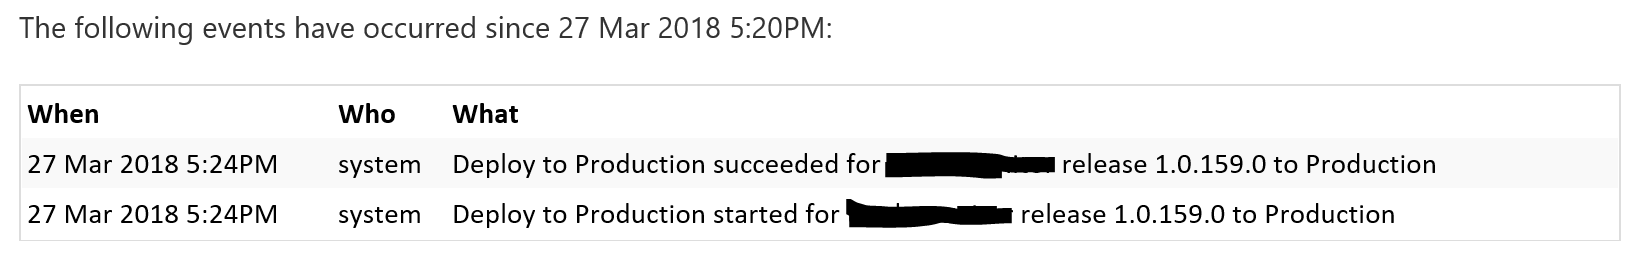 The following events have occurred since 27 Mar 2018 5:20PM:
When Who What
27 Mar 2018 5:24PM system Deploy to Production succeeded for release 1.0.159.0 to Production
27 Mar 2018 5:24PM system Deploy to Production started for release 1.0.159.0 to Production